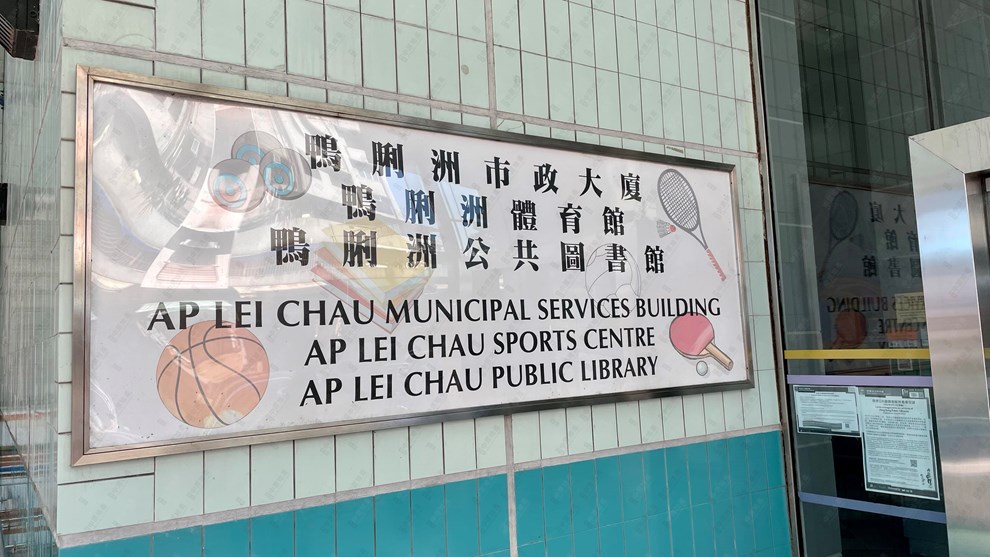 鴨脷洲市政大廈
鴨脷洲體育館
鴨脷洲公共圖書館
AP LEI CHAU MUNICIPAL SERVICES BUILDING
AP LEI CHAU SPORTS CENTRE
AP LEI CHAU PUBLIC LIBRARY